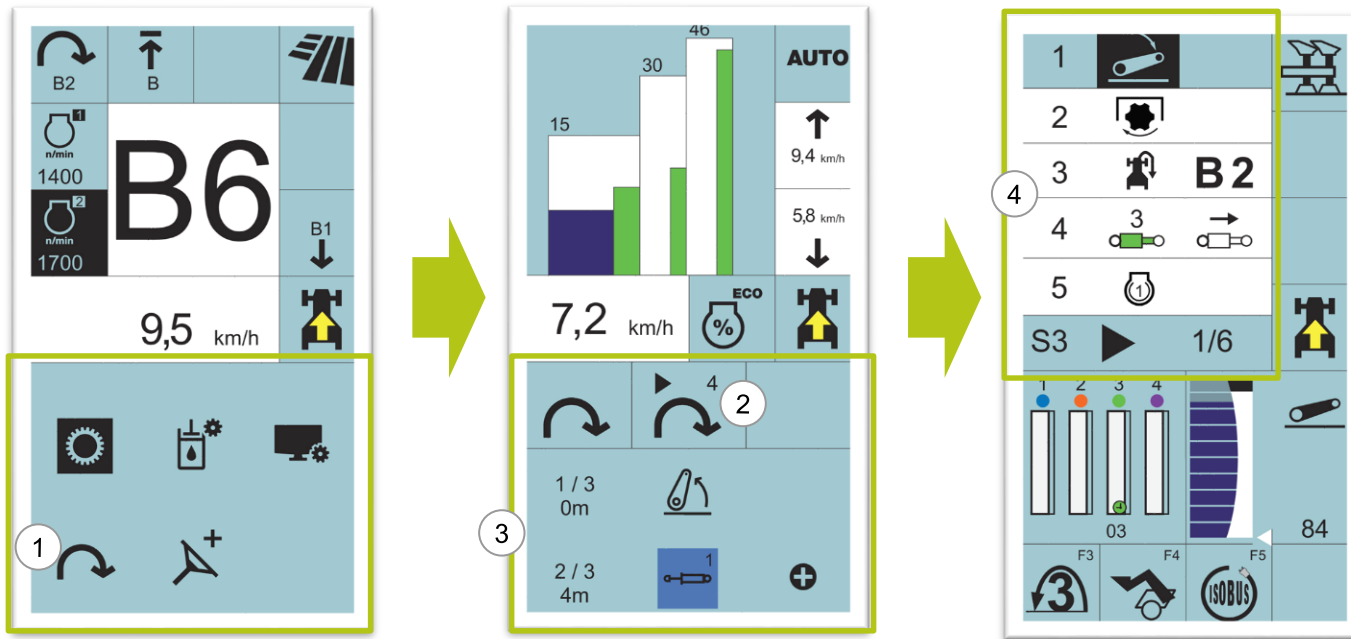 B2
B
1
n/min
1400
2
n/min
1700
B6
B1
9,5 km/h
1
15
30
46
AUTO
9,4 km/h
5,8 km/h
7,2 km/h
%
ECO
4
2
3
1 / 3
0m
2 / 3
4m
1
1
2
3 B2
4 3
5 1
S3 1/6
4
1 2 3 4
03
84
F3 F4 F5
3
ISOBUS